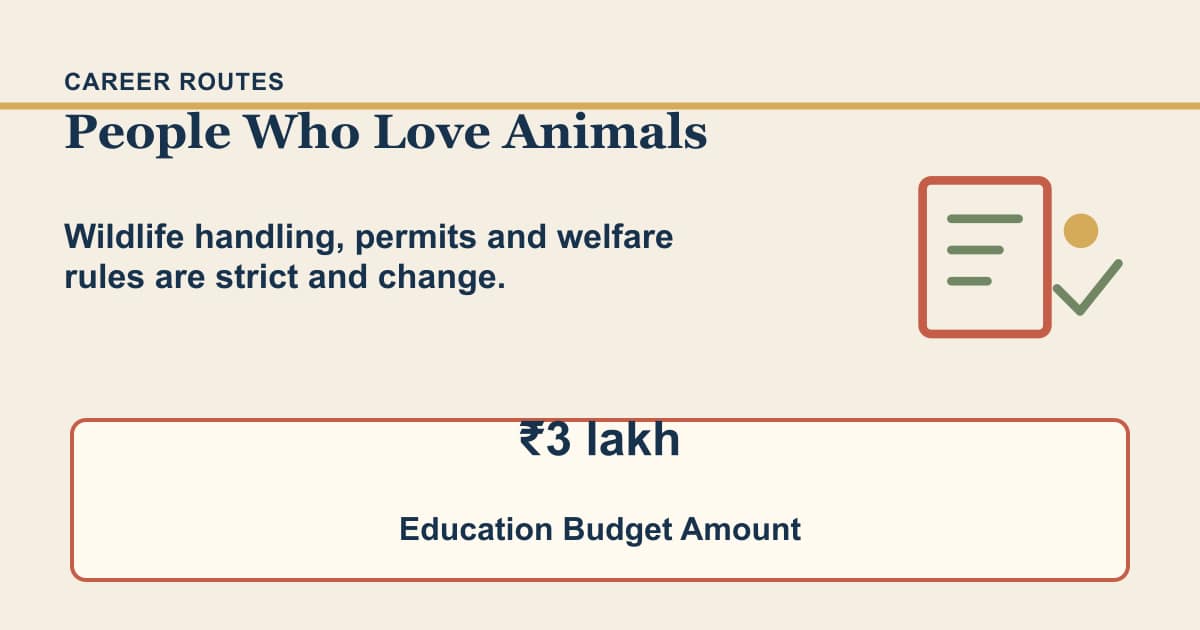 CAREER ROUTES
People Who Love Animals
Wildlife handling, permits and welfare
rules are strict and change.
₹3 lakh
Education Budget Amount